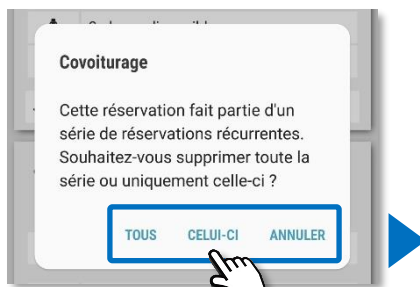 Covoiturage
Cette réservation fait partie d'un
série de réservations récurrentes.
Souhaitez-vous supprimer toute la
série ou uniquement celle-ci ?
TOUS CELUI-CI ANNULER